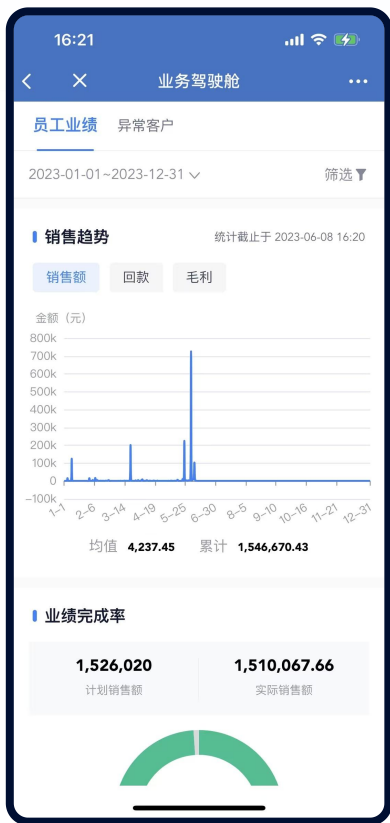 16:21
业务驾驶舱
员工业绩 异常客户
2023-01-01~2023-12-31 筛选
销售趋势 统计截止于 2023-06-08 16:20
销售额 回款 毛利
金额（元）
800k
700k
600k
500k
400k
300k
200k
100k
0
-100k
1-1 2-6 3-14 4-19 5-25 6-30 8-5 9-10 10-16 11-21 12-31
均值 4,237.45 累计 1,546,670.43
业绩完成率
1,526,020 1,510,067.66
计划销售额 实际销售额